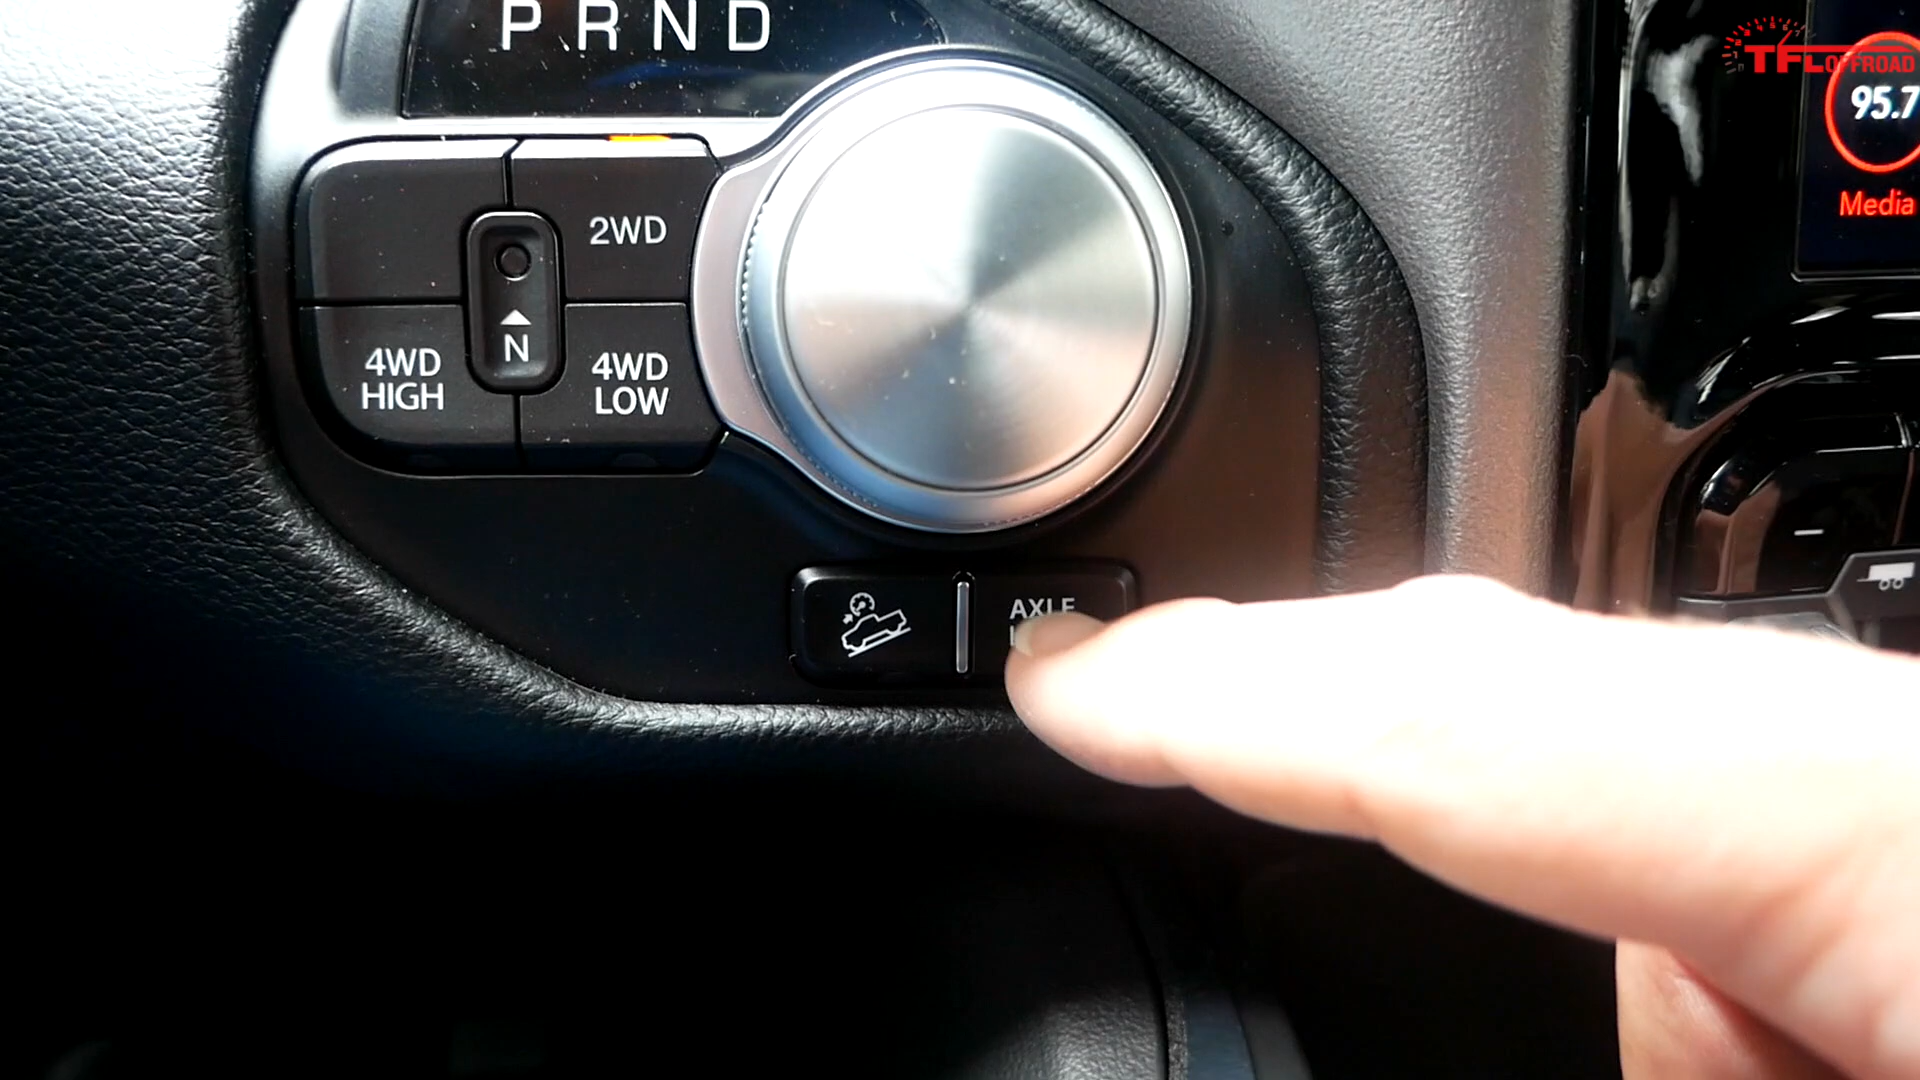 P R N D
TFLOFFROAD
95.7
Media
2WD
N
4WD
HIGH
4WD
LOW
AXLE